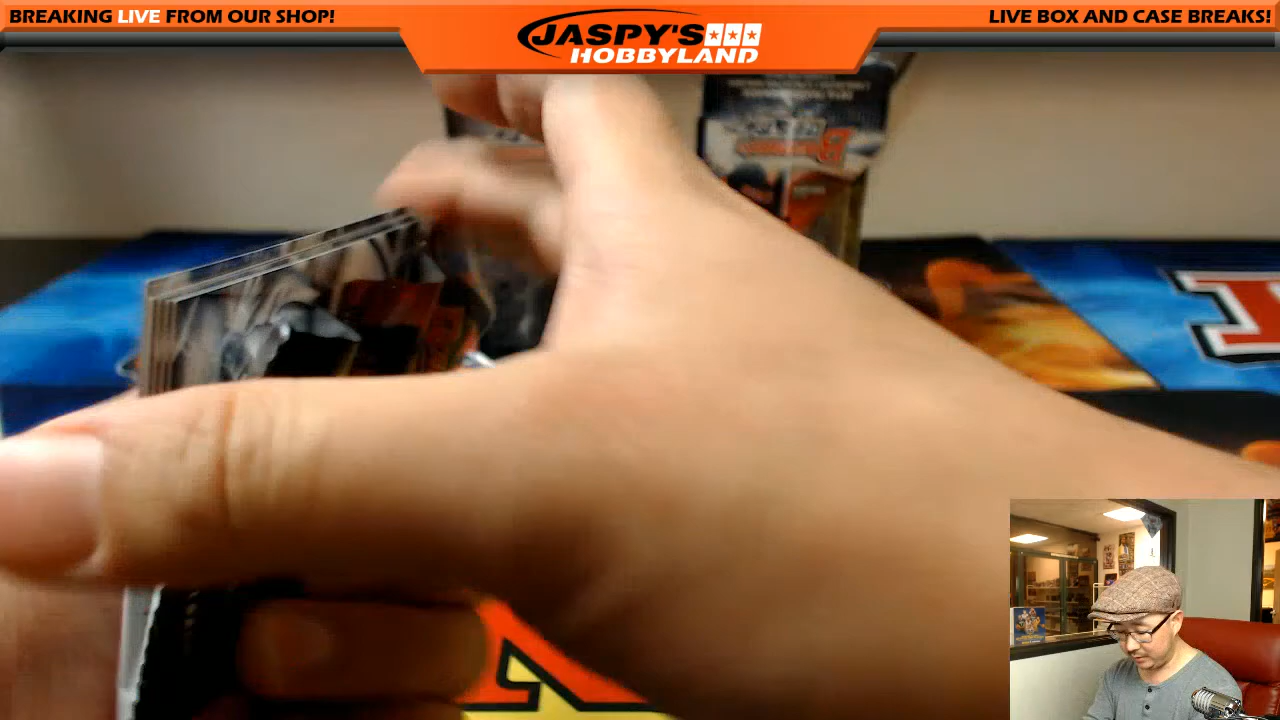 BREAKING LIVE FROM OUR SHOP!
JASPY'S
HOBBYLAND
LIVE BOX AND CASE BREAKS!